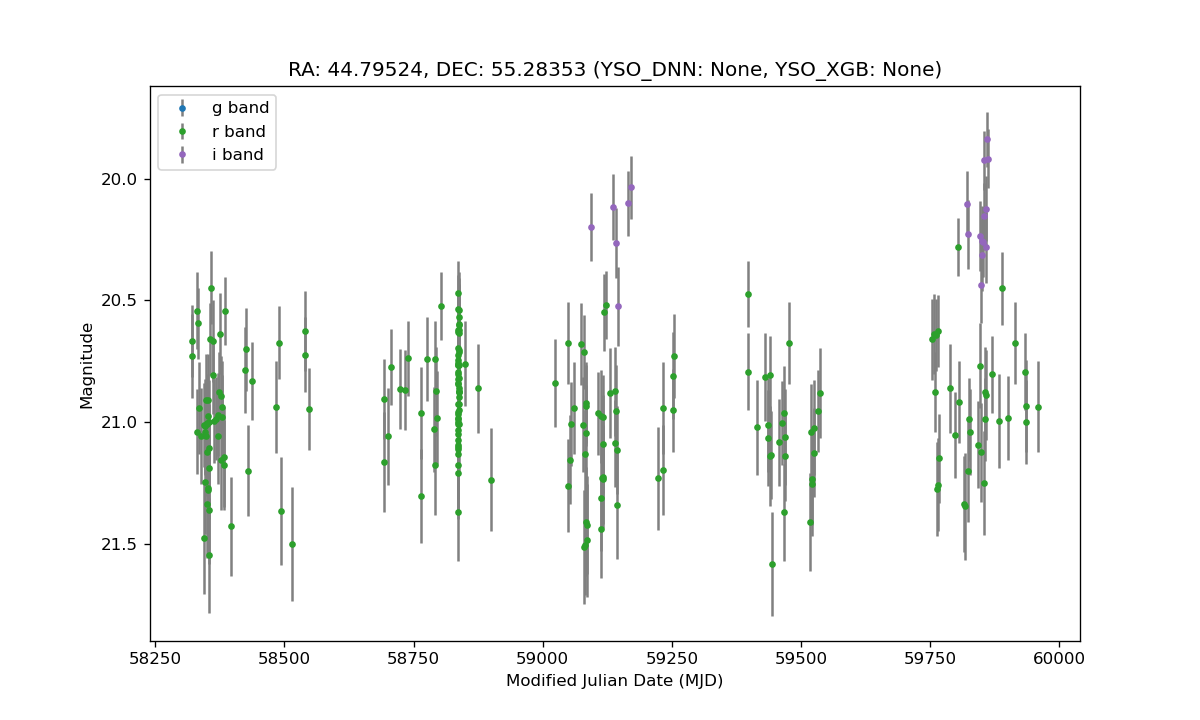 RA: 44.79524, DEC: 55.28353 (YSO_DNN: None, YSO_XGB: None)
g band
r band
i band
20.0
20.5
21.0
21.5
Magnitude
58250 58500 58750 59000 59250 59500 59750 60000
Modified Julian Date (MJD)